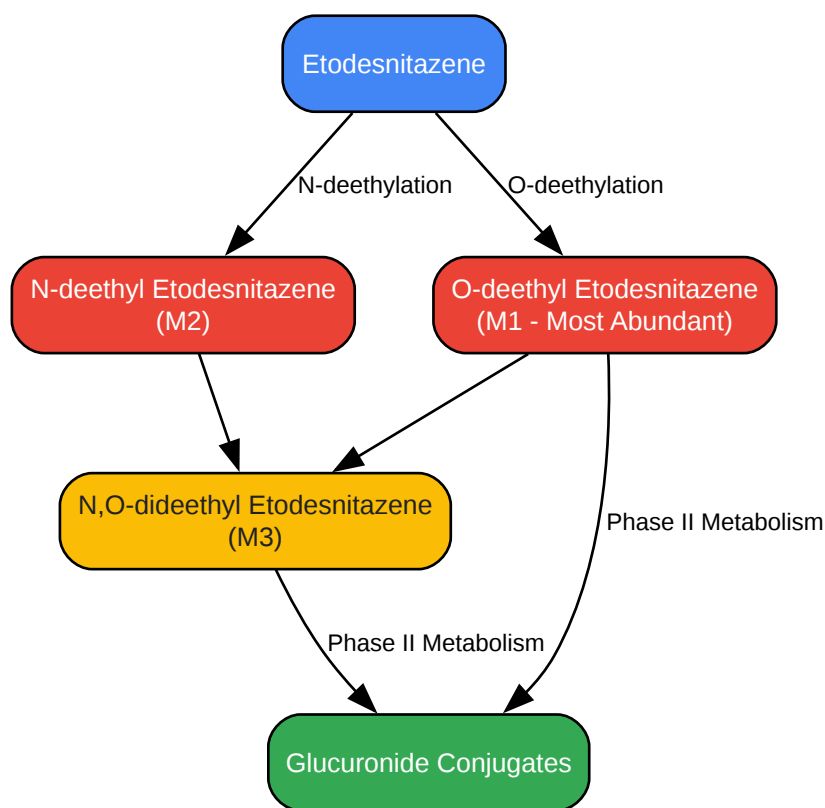 Etodesnitazene
N-deethylation
O-deethylation
N-deethyl Etodesnitazene
(M2)
O-deethyl Etodesnitazene
(M1 - Most Abundant)
N,O-dideethyl Etodesnitazene
(M3)
Phase II Metabolism
Phase II Metabolism
Glucuronide Conjugates